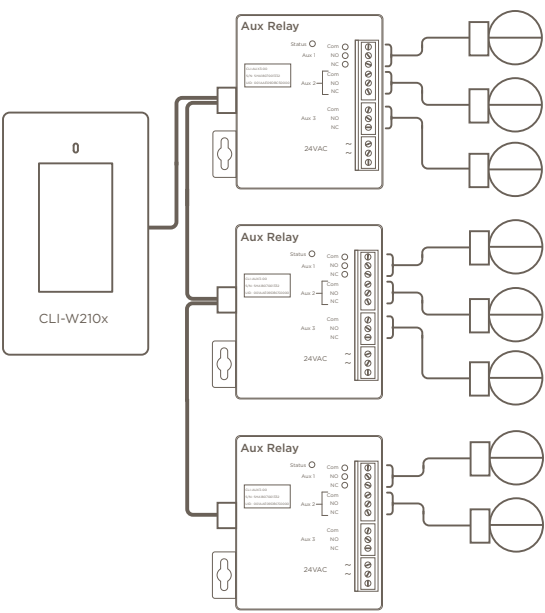 CLI-W210x
Aux Relay
Status
Com
Aux 1
NO
NC
Com
Aux 2
NO
NC
Com
Aux 3
NO
NC
24VAC
~
~
Aux Relay
Status
Com
Aux 1
NO
NC
Com
Aux 2
NO
NC
Com
Aux 3
NO
NC
24VAC
~
~
Aux Relay
Status
Com
Aux 1
NO
NC
Com
Aux 2
NO
NC
Com
Aux 3
NO
NC
24VAC
~
~